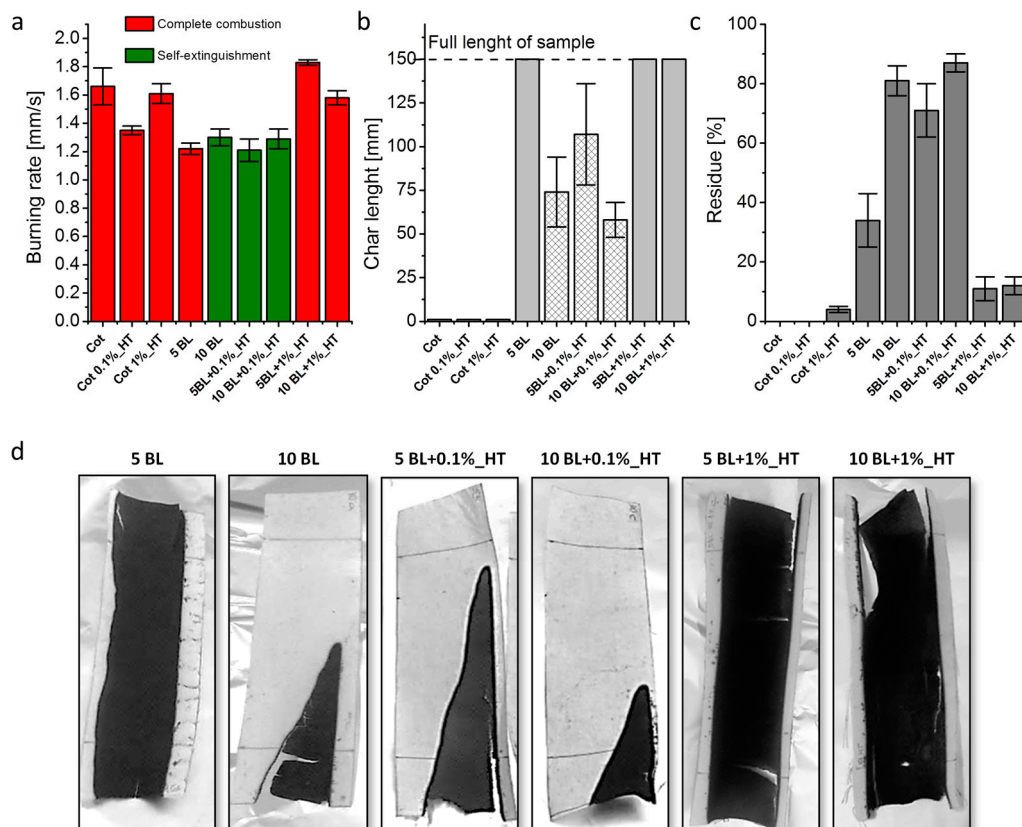 a
Complete combustion
Self-extinguishment
Burning rate [mm/s]
2.0
1.8
1.6
1.4
1.2
1.0
0.8
0.6
0.4
0.2
0.0
Cot
Cot 0.1%_HT
Cot 1%_HT
5 BL
10 BL
5BL+0.1%_HT
10 BL+0.1%_HT
5BL+1%_HT
10 BL+1%_HT
b
Full lenght of sample
Char lenght [mm]
150
125
100
75
50
25
0
Cot
Cot 0.1%_HT
Cot 1%_HT
5 BL
10 BL
5BL+0.1%_HT
10 BL+0.1%_HT
5BL+1%_HT
10 BL+1%_HT
c
Residue [%]
100
80
60
40
20
0
Cot
Cot 0.1%_HT
Cot 1%_HT
5 BL
10 BL
5BL+0.1%_HT
10 BL+0.1%_HT
5BL+1%_HT
10 BL+1%_HT
d
5 BL
10 BL
5 BL+0.1%_HT
10 BL+0.1%_HT
5 BL+1%_HT
10 BL+1%_HT